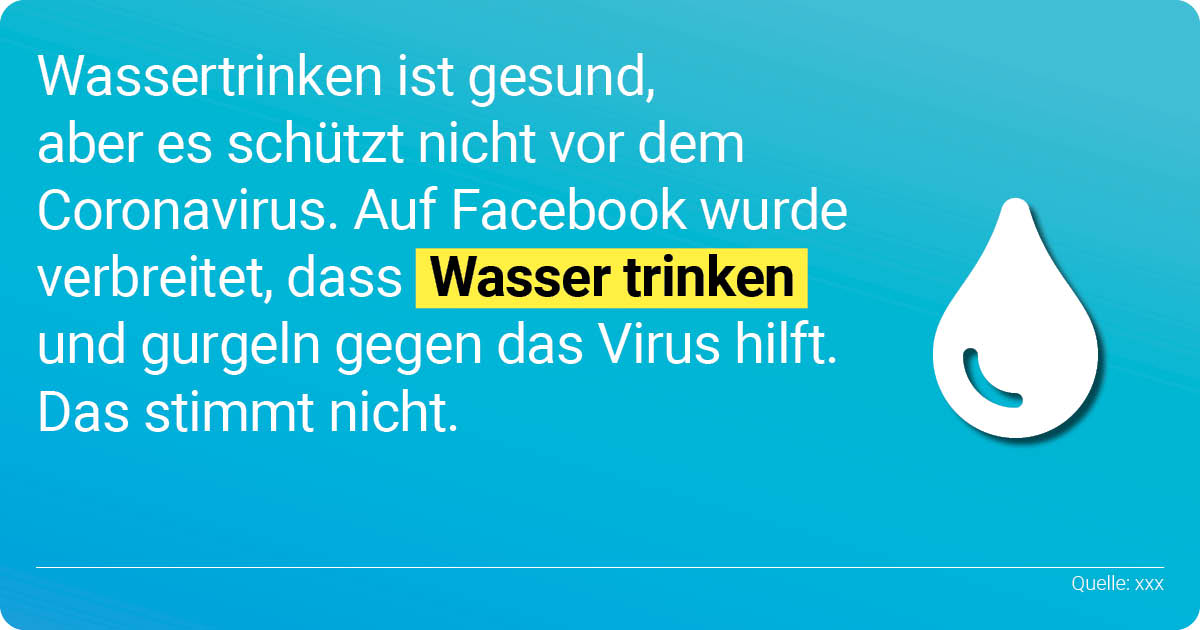 Wassertrinken ist gesund,
aber es schützt nicht vor dem
Coronavirus. Auf Facebook wurde
verbreitet, dass Wasser trinken
und gurgeln gegen das Virus hilft.
Das stimmt nicht.
Quelle: xxx